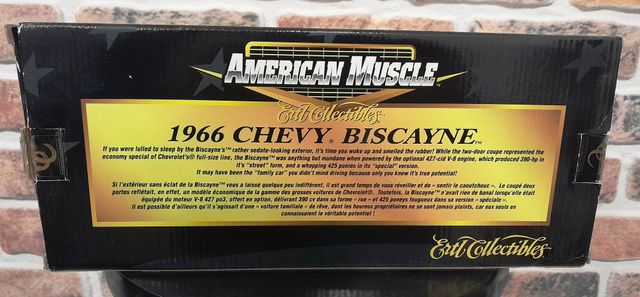 AMERICAN MUSCLE™
Ertl Collectibles™
1966 CHEVY® BISCAYNE™
If you were lulled to sleep by the Biscayne's™ rather sedate-looking exterior, it's time you woke up and smelled the rubber! While the two-door coupe represented the
economy special of Chevrolet's® full-size line, the Biscayne™ was anything but mundane when powered by the optional 427-cid V-8 engine, which produced 390-hp in
it's "street" form, and a whopping 425 ponies in it's "special" version.
It may have been the "family car" you didn't mind driving because only you knew it's true potential!
Si l'extérieur sans éclat de la Biscayne™ vous a laissé quelque peu indifférent, il est grand temps de vous réveiller et de – sentir le caoutchouc –. Le coupé deux
portes reflétait, en effet, un modèle économique de la gamme des grosses voitures de Chevrolet®. Toutefois, la Biscayne™ n'avait rien de banal lorsqu'elle était
équipée du moteur V-8 427 po3, offert en option, délivrant 390 cv dans sa forme – rue – et 425 poneys fougueux dans sa version – spéciale –.
Il est possible d'ailleurs qu'il s'agissait d'une – voiture familiale – de rêve, dont les heureux propriétaires ne se sont jamais plaints, car eux seuls en
connaissaient le véritable potentiel !
Ertl Collectibles™